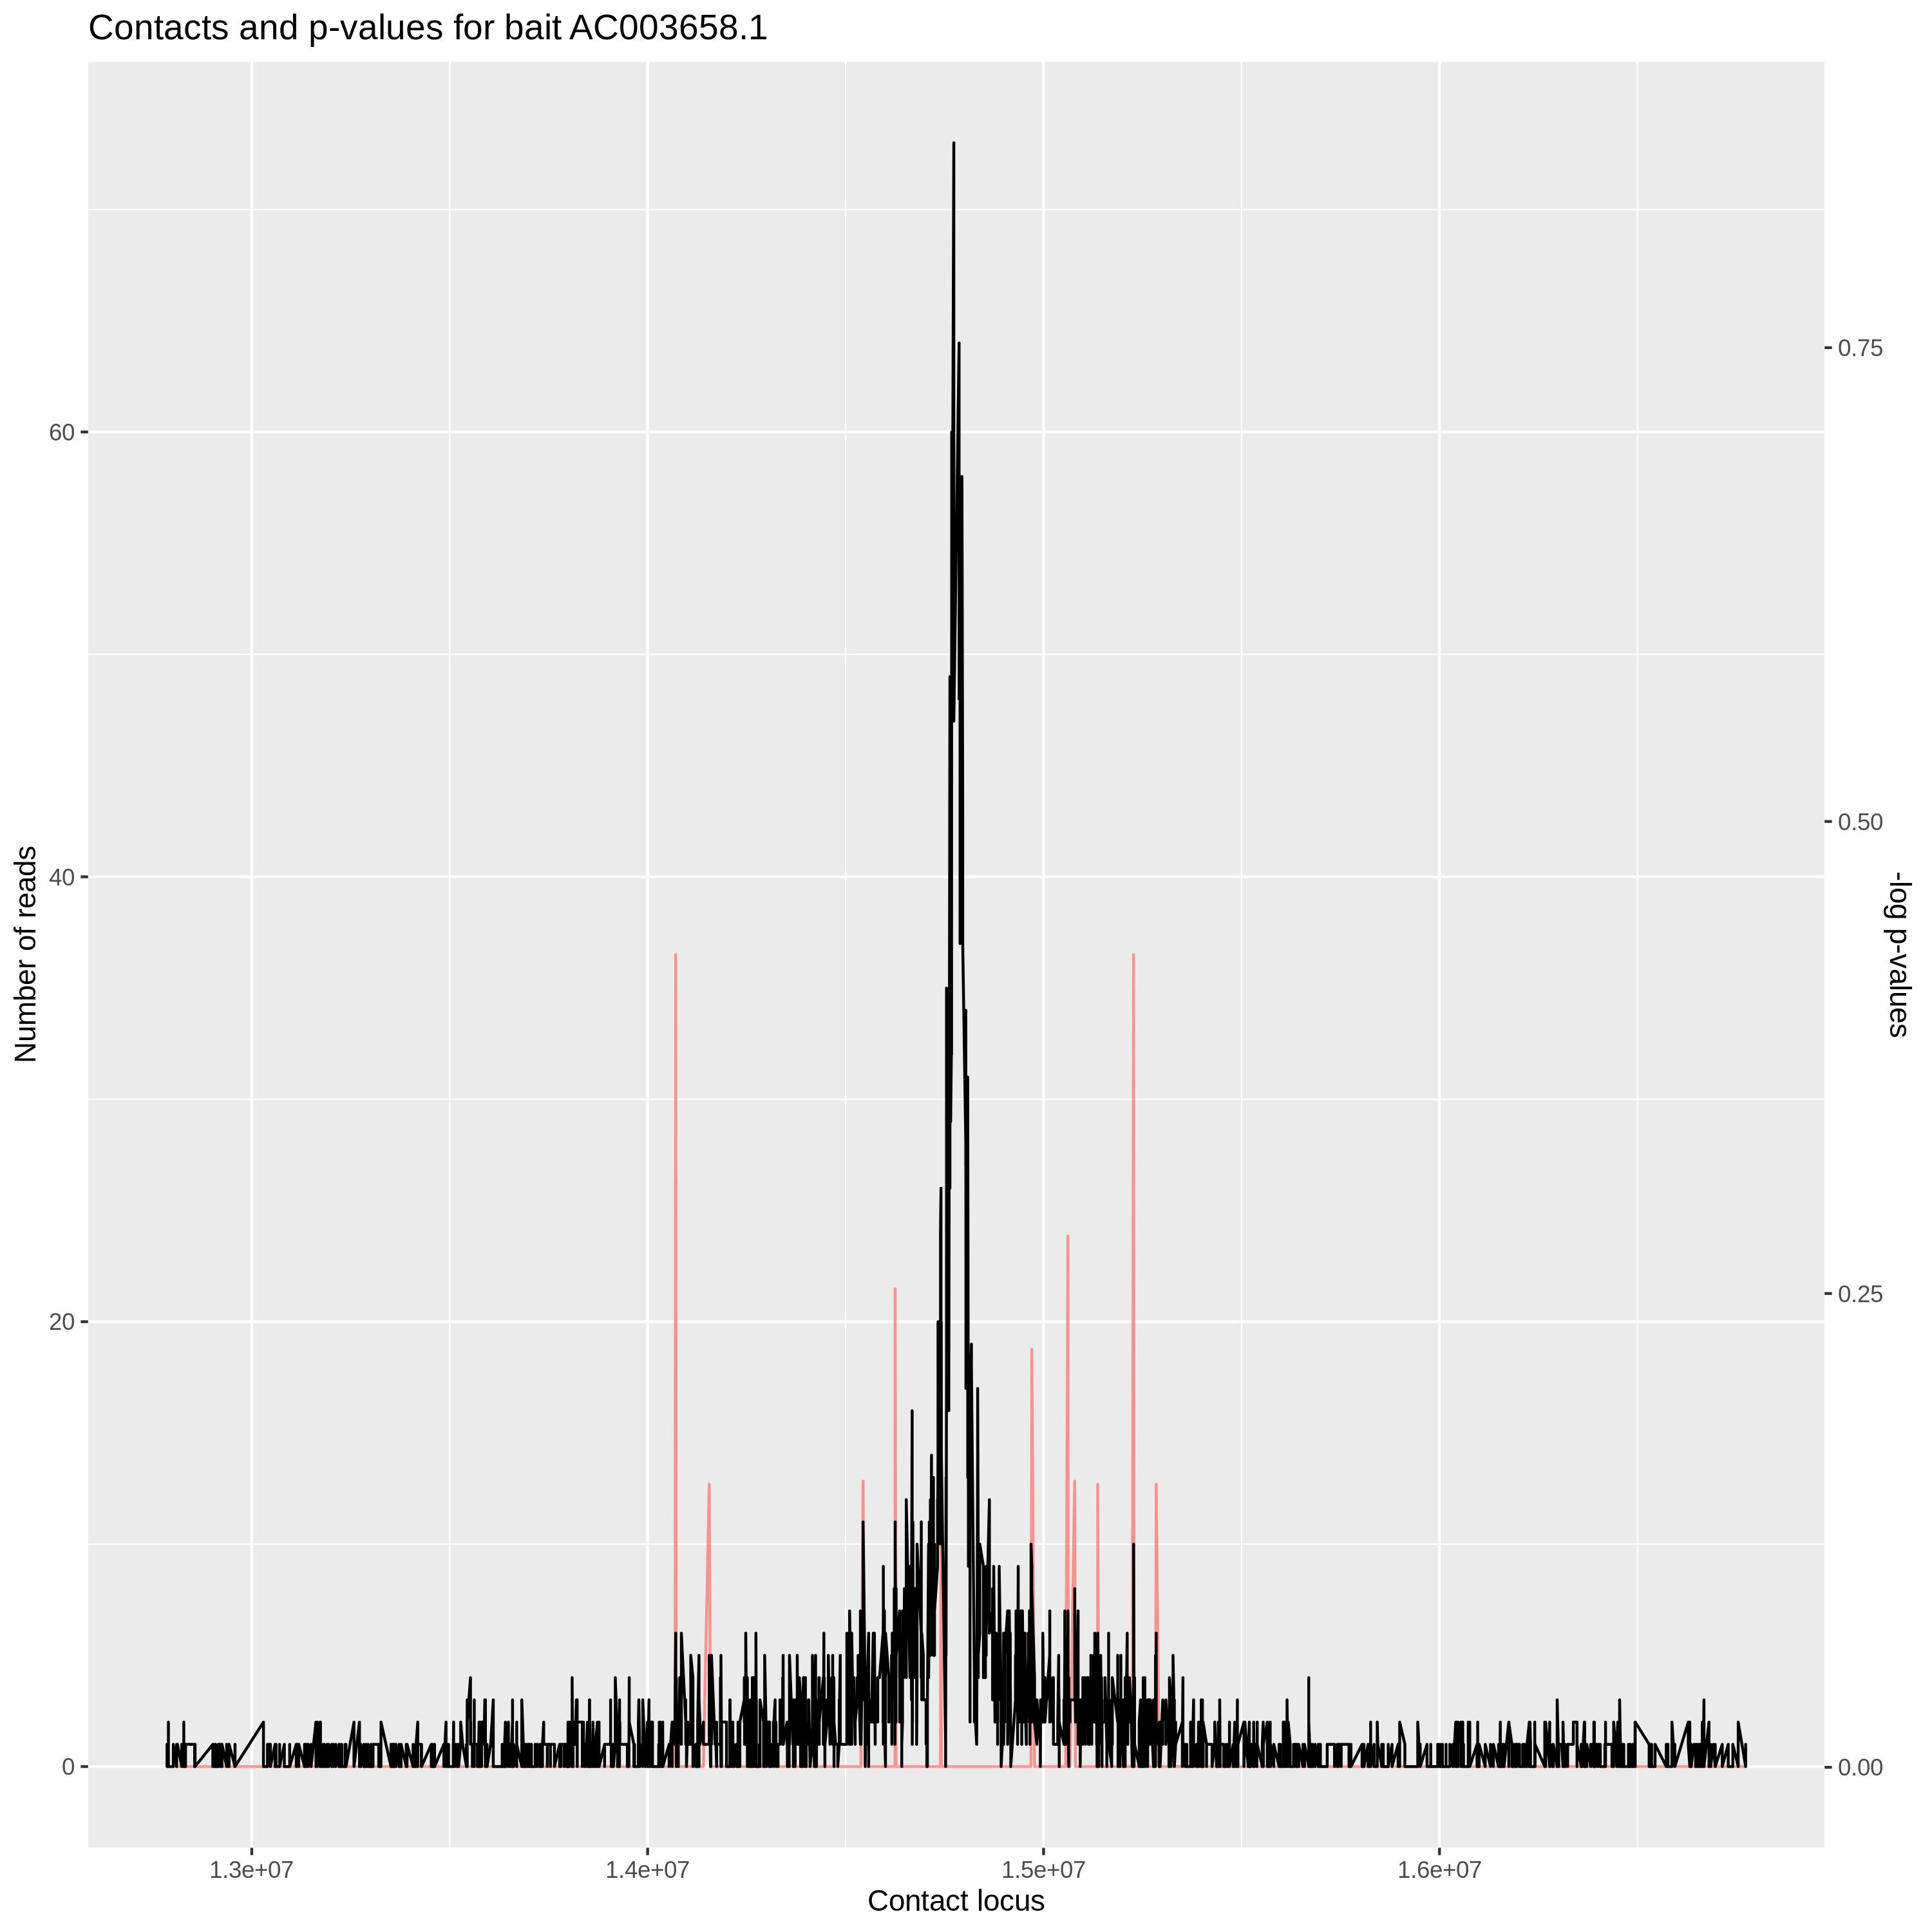 Contacts and p-values for bait AC003658.1
Number of reads
60
40
20
0
0.75
0.50
0.25
0.00
-log p-values
1.3e+07
1.4e+07
1.5e+07
1.6e+07
Contact locus